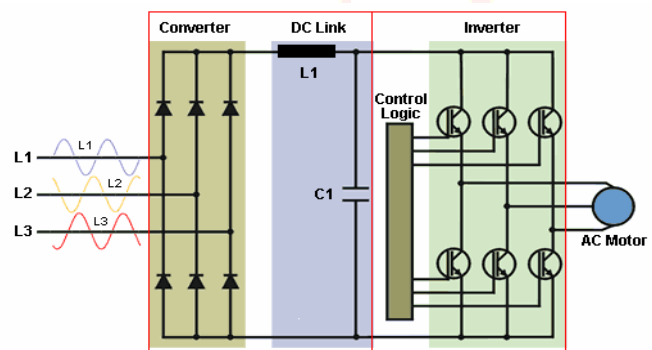 Converter
DC Link
Inverter
L1
Control
Logic
L1
L1
L2
L2
L3
L3
C1
AC Motor